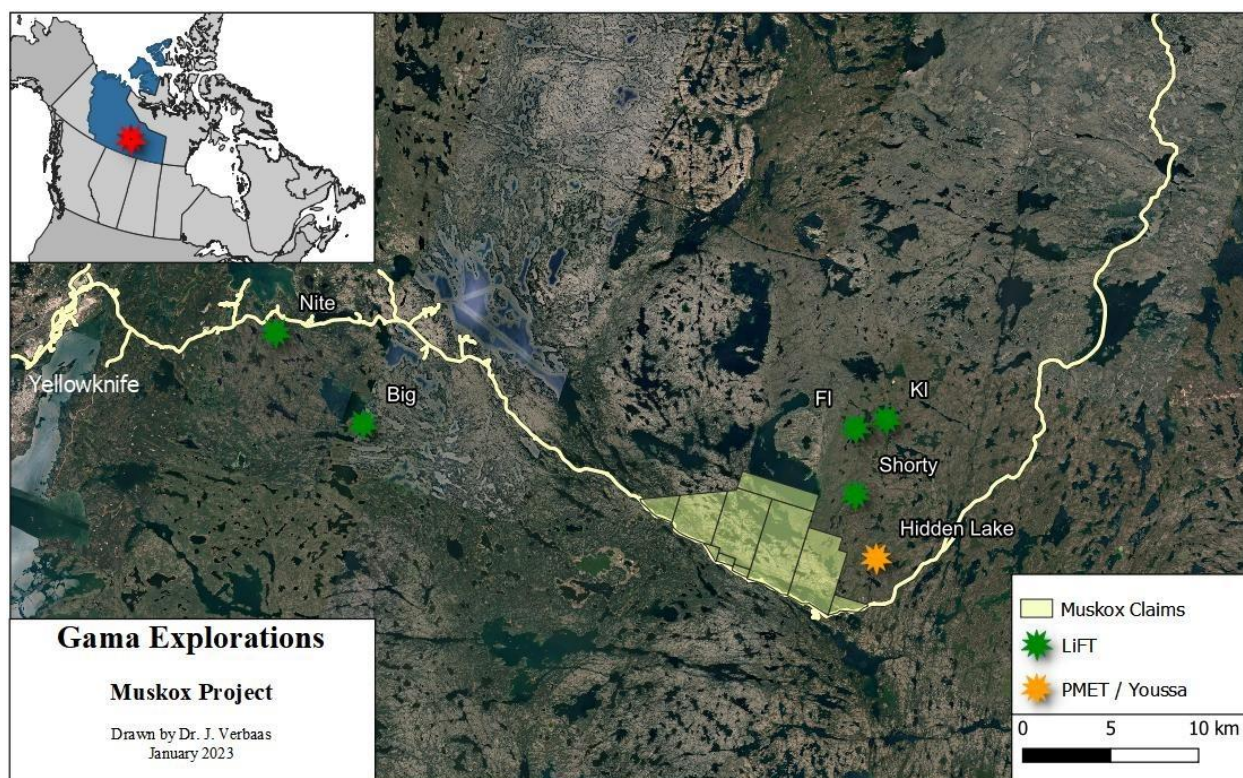 Nite
Yellowknife
Big
Fl
Kl
Shorty
Hidden Lake
Gama Explorations
Muskox Project
Drawn by Dr. J. Verbaas
January 2023
Muskox Claims
LiFT
PMET / Youssa
0 5 10 km